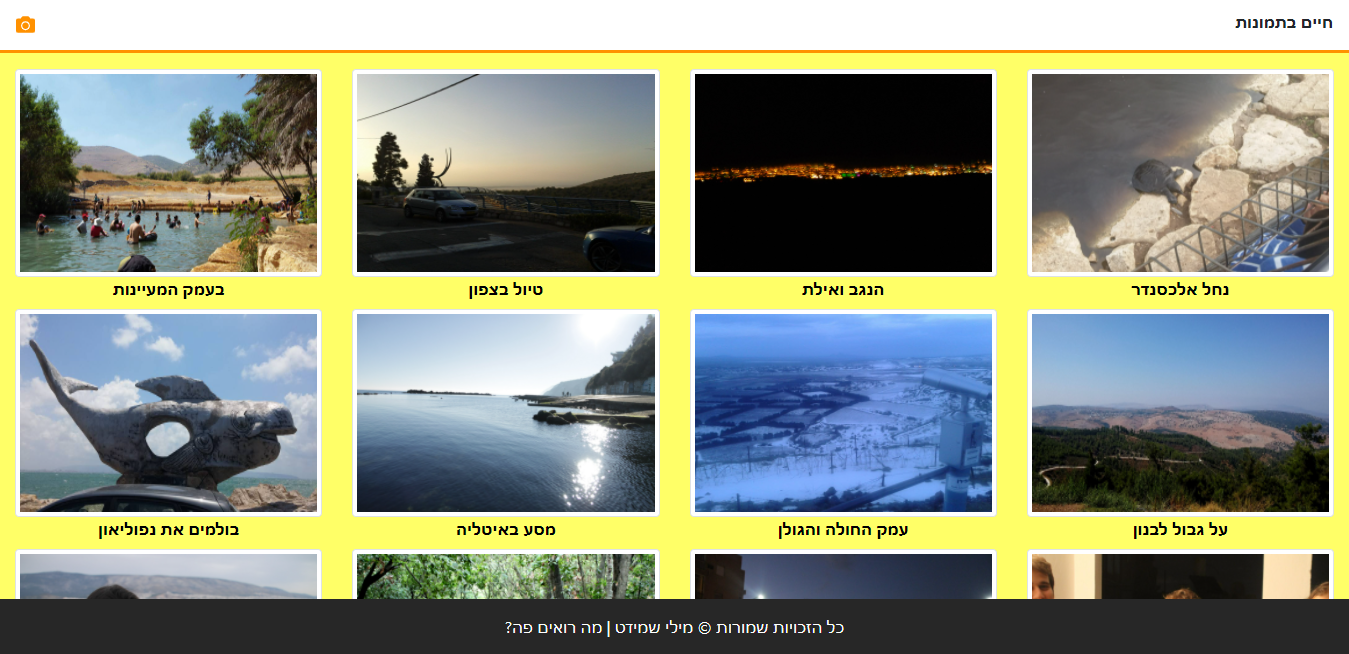 חיים בתמונות
נחל אלכסנדר
הנגב ואילת
טיול בצפון
בעמק המעיינות
על גבול לבנון
עמק החולה והגולן
מסע באיטליה
בולמים את נפוליאון
כל הזכויות שמורות © מילי שמידט | מה רואים פה?